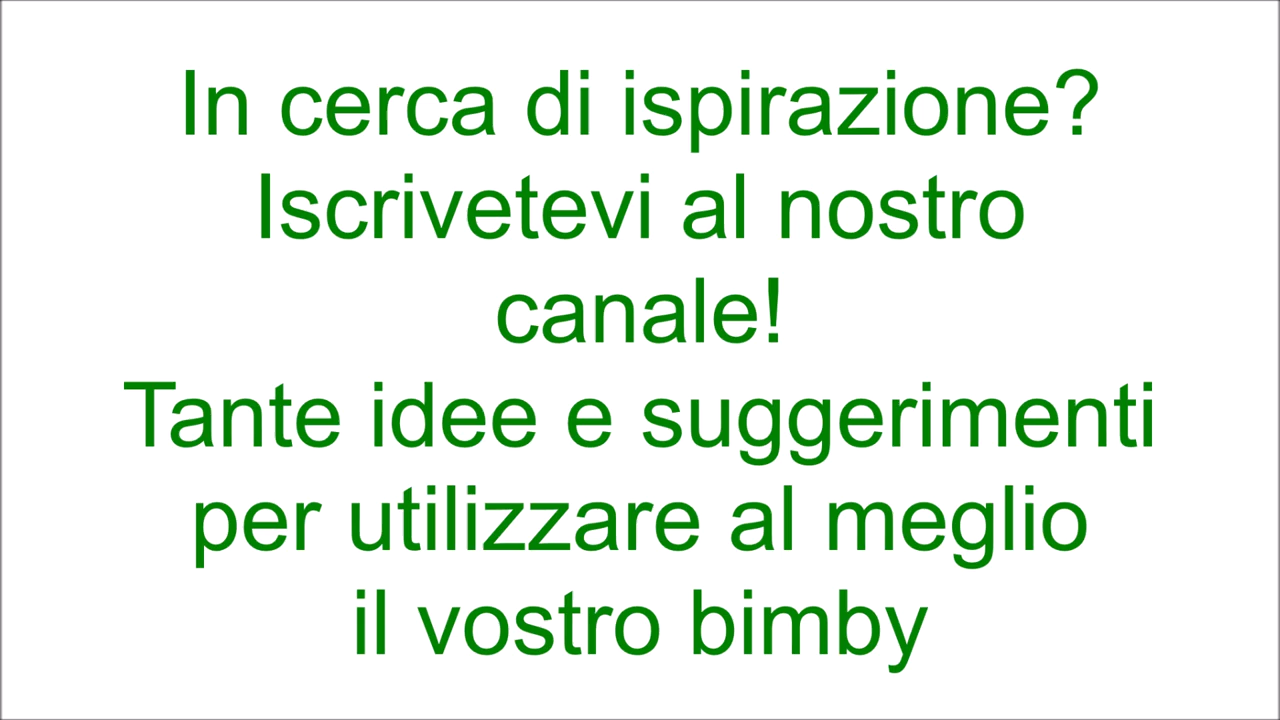 In cerca di ispirazione?
Iscrivetevi al nostro
canale!
Tante idee e suggerimenti
per utilizzare al meglio
il vostro bimby